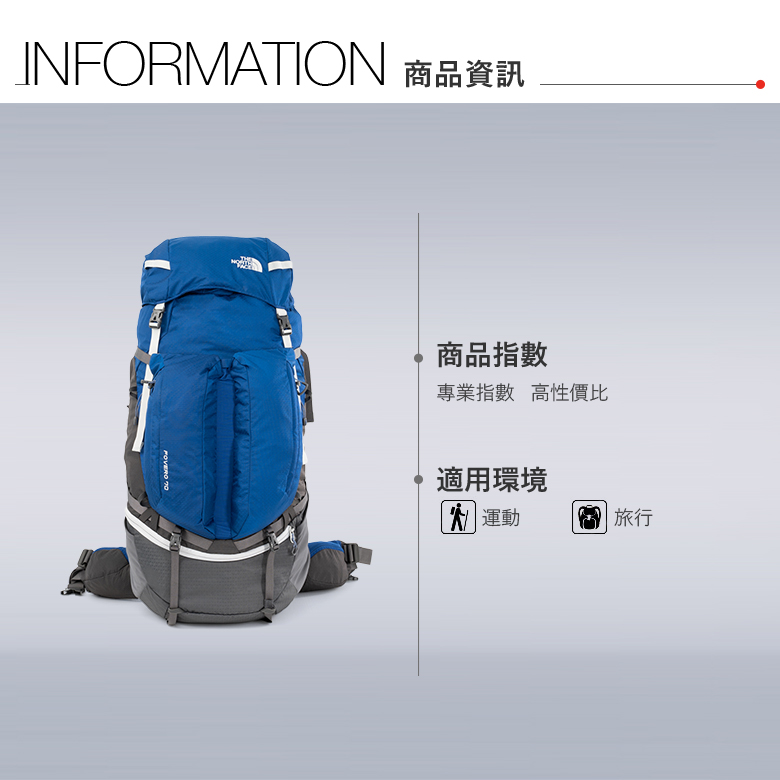 INFORMATION 商品資訊
THE
NORTH
FACE
FOVERO 70
商品指數
專業指數 高性價比
適用環境
運動 旅行